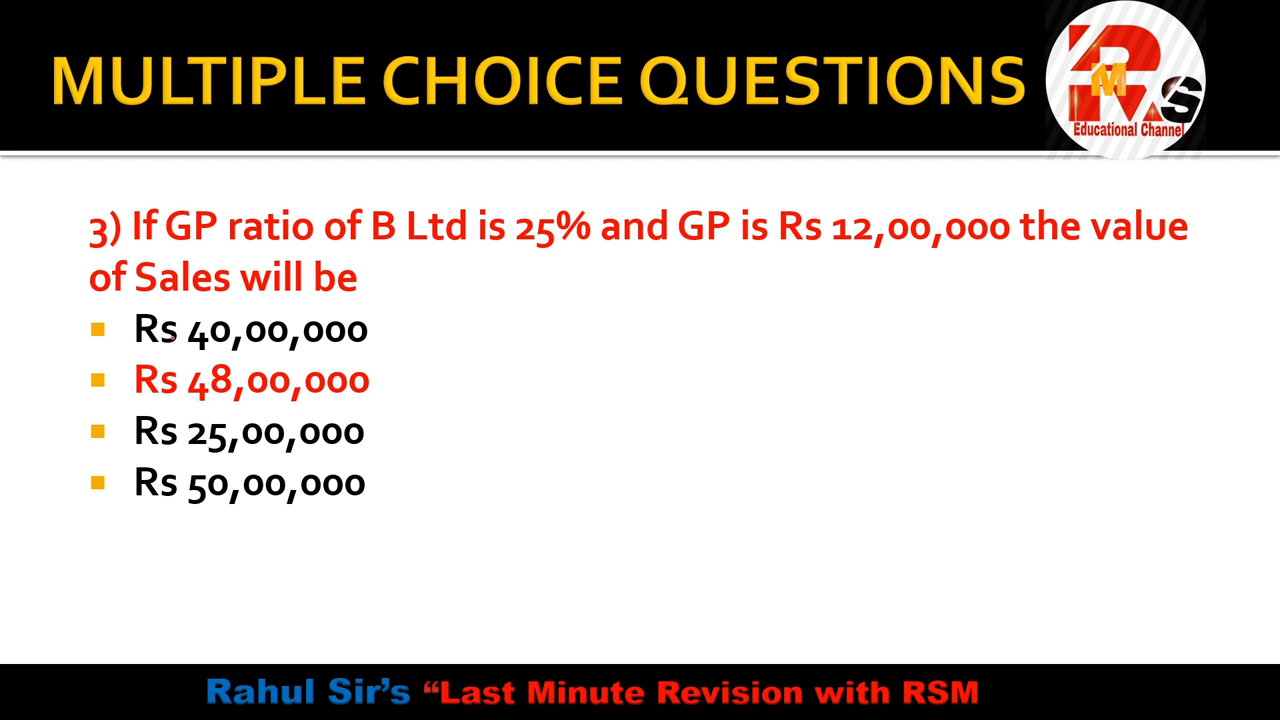 MULTIPLE CHOICE QUESTIONS
RMS
Educational Channel
3) If GP ratio of B Ltd is 25% and GP is Rs 12,00,000 the value
of Sales will be
Rs 40,00,000
Rs 48,00,000
Rs 25,00,000
Rs 50,00,000
Rahul Sir’s “Last Minute Revision with RSM